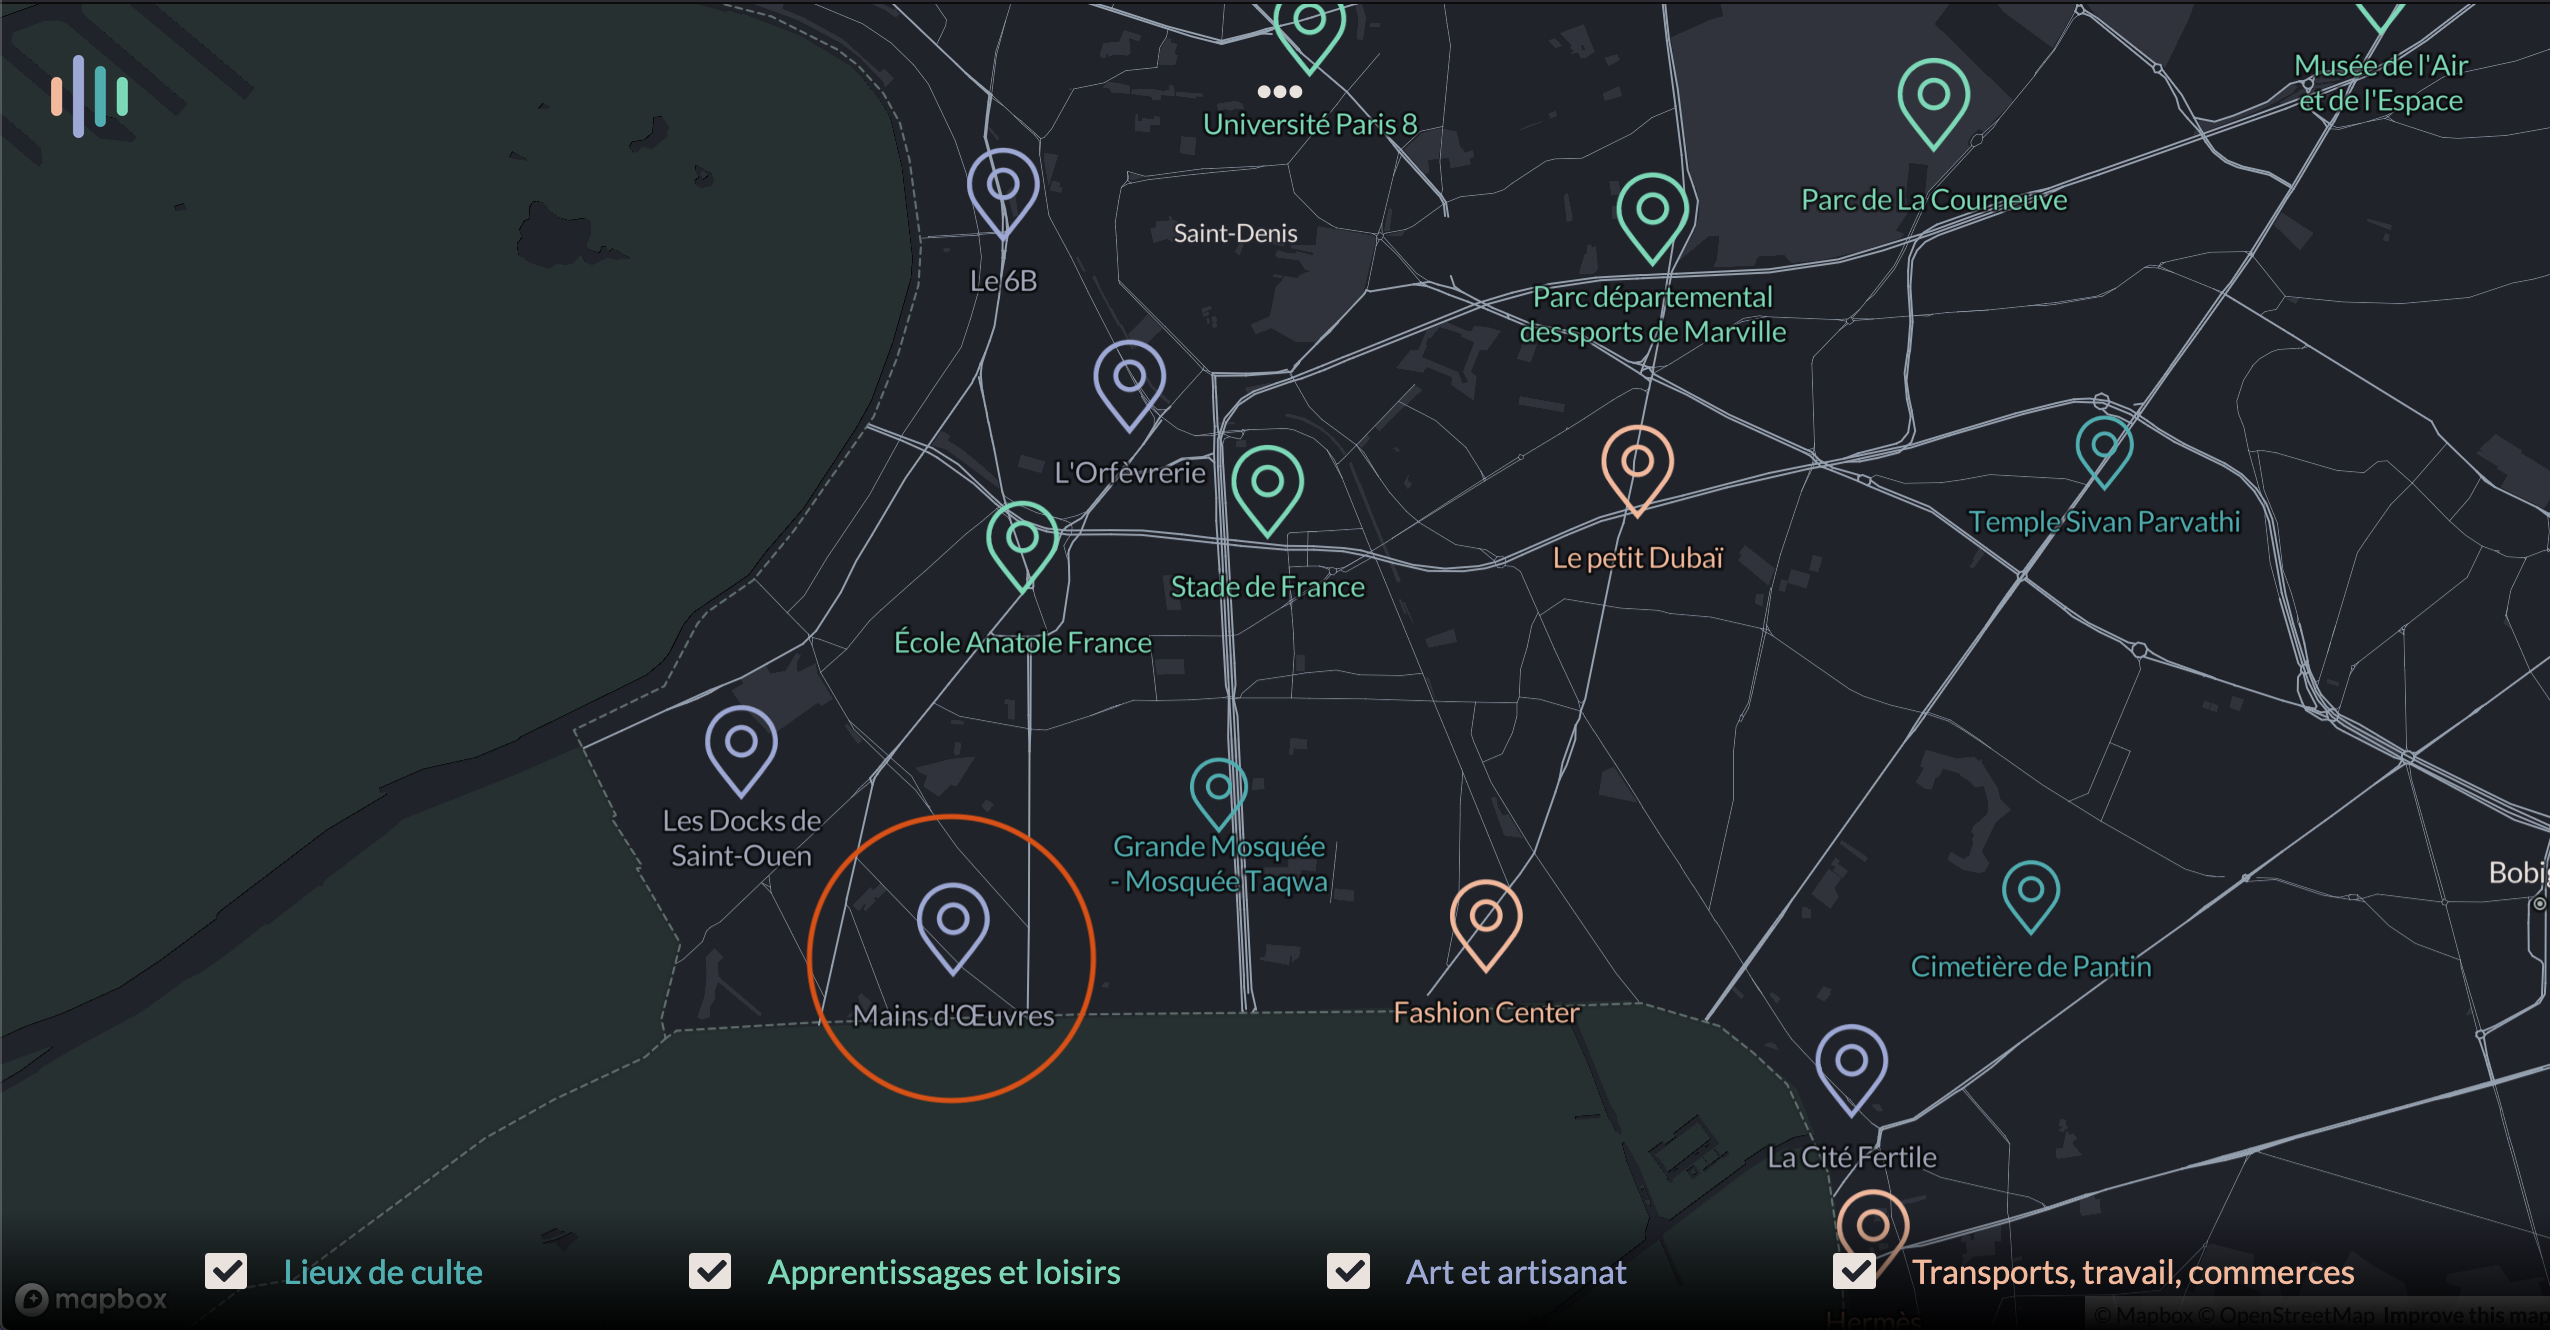 Musée de l'Air
et de l'Espace
Université Paris 8
Parc de La Courneuve
Saint-Denis
Le 6B
Parc départemental
des sports de Marville
L'Orfèvrerie
Temple Sivan Parvathi
Le petit Dubaï
Stade de France
École Anatole France
Les Docks de
Saint-Ouen
Grande Mosquée
- Mosquée Taqwa
Cimetière de Pantin
Mains d'Œuvres
Fashion Center
La Cité Fertile
Lieux de culte
Apprentissages et loisirs
Art et artisanat
Transports, travail, commerces
mapbox
Hermès
© Mapbox © OpenStreetMap Improve this map